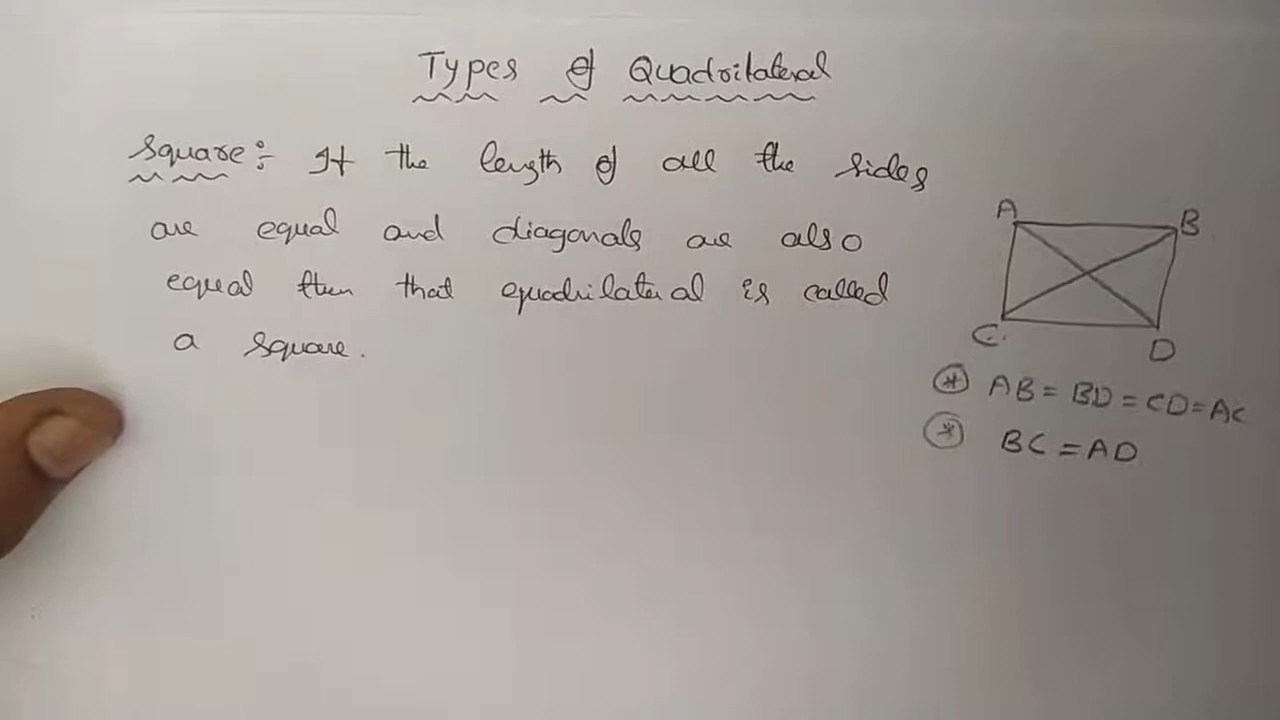 Types of Quadrilateral
Square:- If the length of all the sides
are equal and diagonals are also
equal then that quadrilateral is called
a square.
A
B
C
D
* AB = BD = CD = AC
* BC = AD